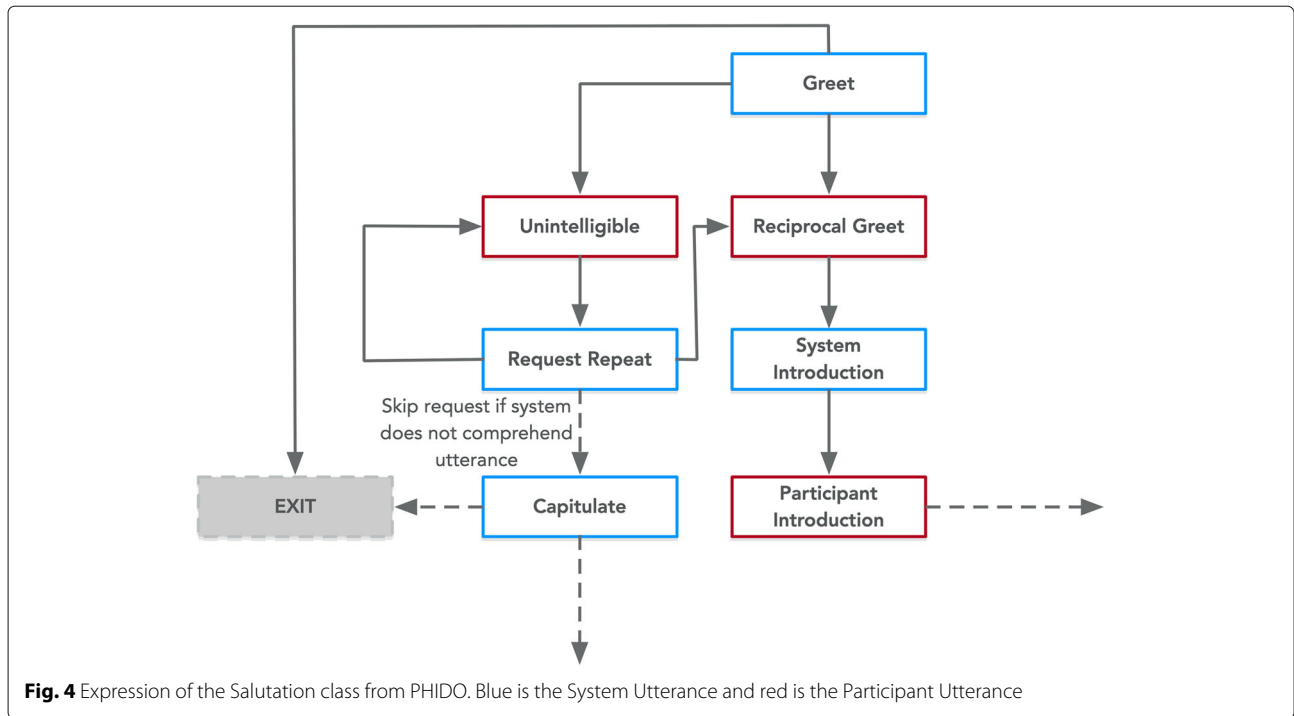 Greet
Unintelligible
Reciprocal Greet
Request Repeat
System
Introduction
Skip request if system
does not comprehend
utterance
EXIT
Capitulate
Participant
Introduction
Fig. 4 Expression of the Salutation class from PHIDO. Blue is the System Utterance and red is the Participant Utterance